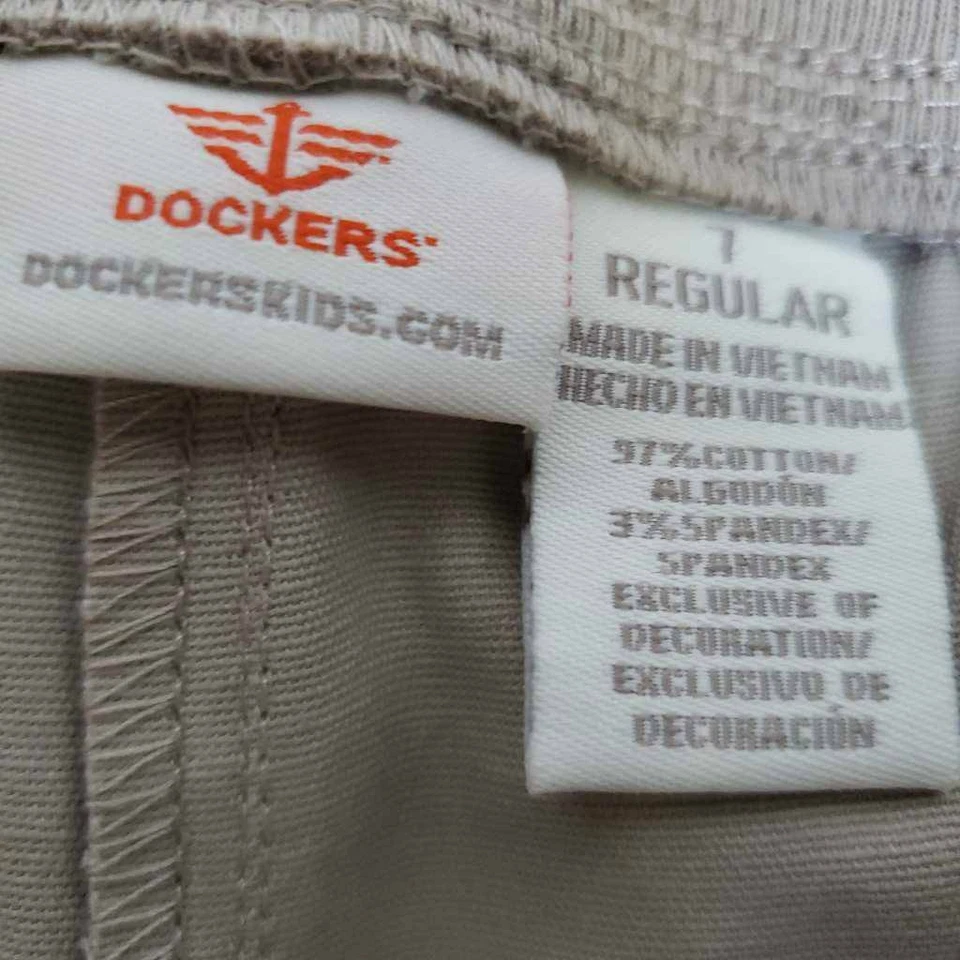 DOCKERS
DOCKERSKIDS.COM
7
REGULAR
MADE IN VIETNAM
HECHO EN VIETNAM
97% COTTON/
ALGODÓN
3% SPANDEX/
SPANDEX
EXCLUSIVE OF
DECORATION/
EXCLUSIVO DE
DECORACIÓN